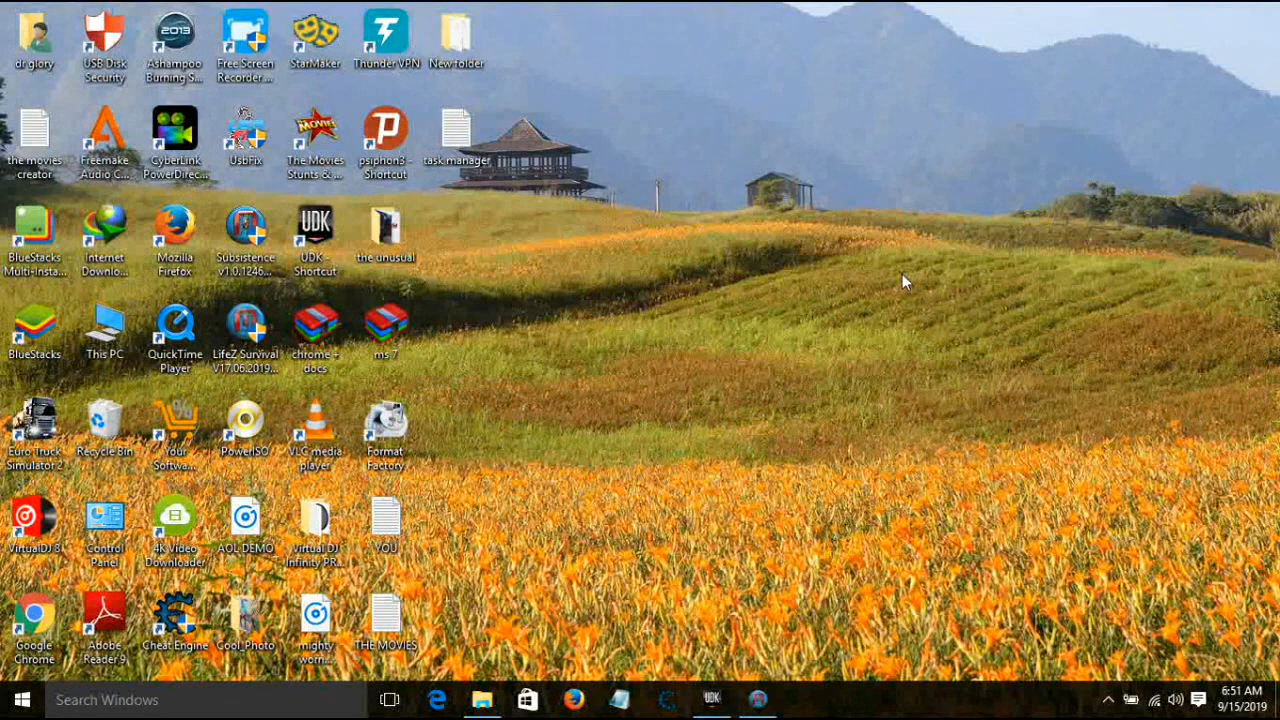 dr glory
USB Disk
Security
2013
Ashampoo
Burning S...
Free Screen
Recorder...
StarMaker
Thunder VPN
New folder
the movies
creator
Freemake
Audio C...
CyberLink
PowerDirec...
UsbFix
MOVIES
The Movies
Stunts & ...
psiphon3 -
Shortcut
task manager
BlueStacks
Multi-Insta...
Internet
Downlo...
Mozilla
Firefox
Subsistence
v1.0.1246...
UDK
UDK -
Shortcut
the unusual
BlueStacks
This PC
QuickTime
Player
LifeZ Survival
V17.06.2019...
chrome +
docs
ms 7
Euro Truck
Simulator 2
Recycle Bin
Your
Softwa...
PowerISO
VLC media
player
Format
Factory
VirtualDJ 8
Control
Panel
4K Video
Downloader
AOL DEMO
Virtual DJ
Infinity PR...
YOU
Google
Chrome
Adobe
Reader 9
Cheat Engine
Cool_Photo
mighty
worri...
THE MOVIES
Search Windows
UDK
6:51 AM
9/15/2019